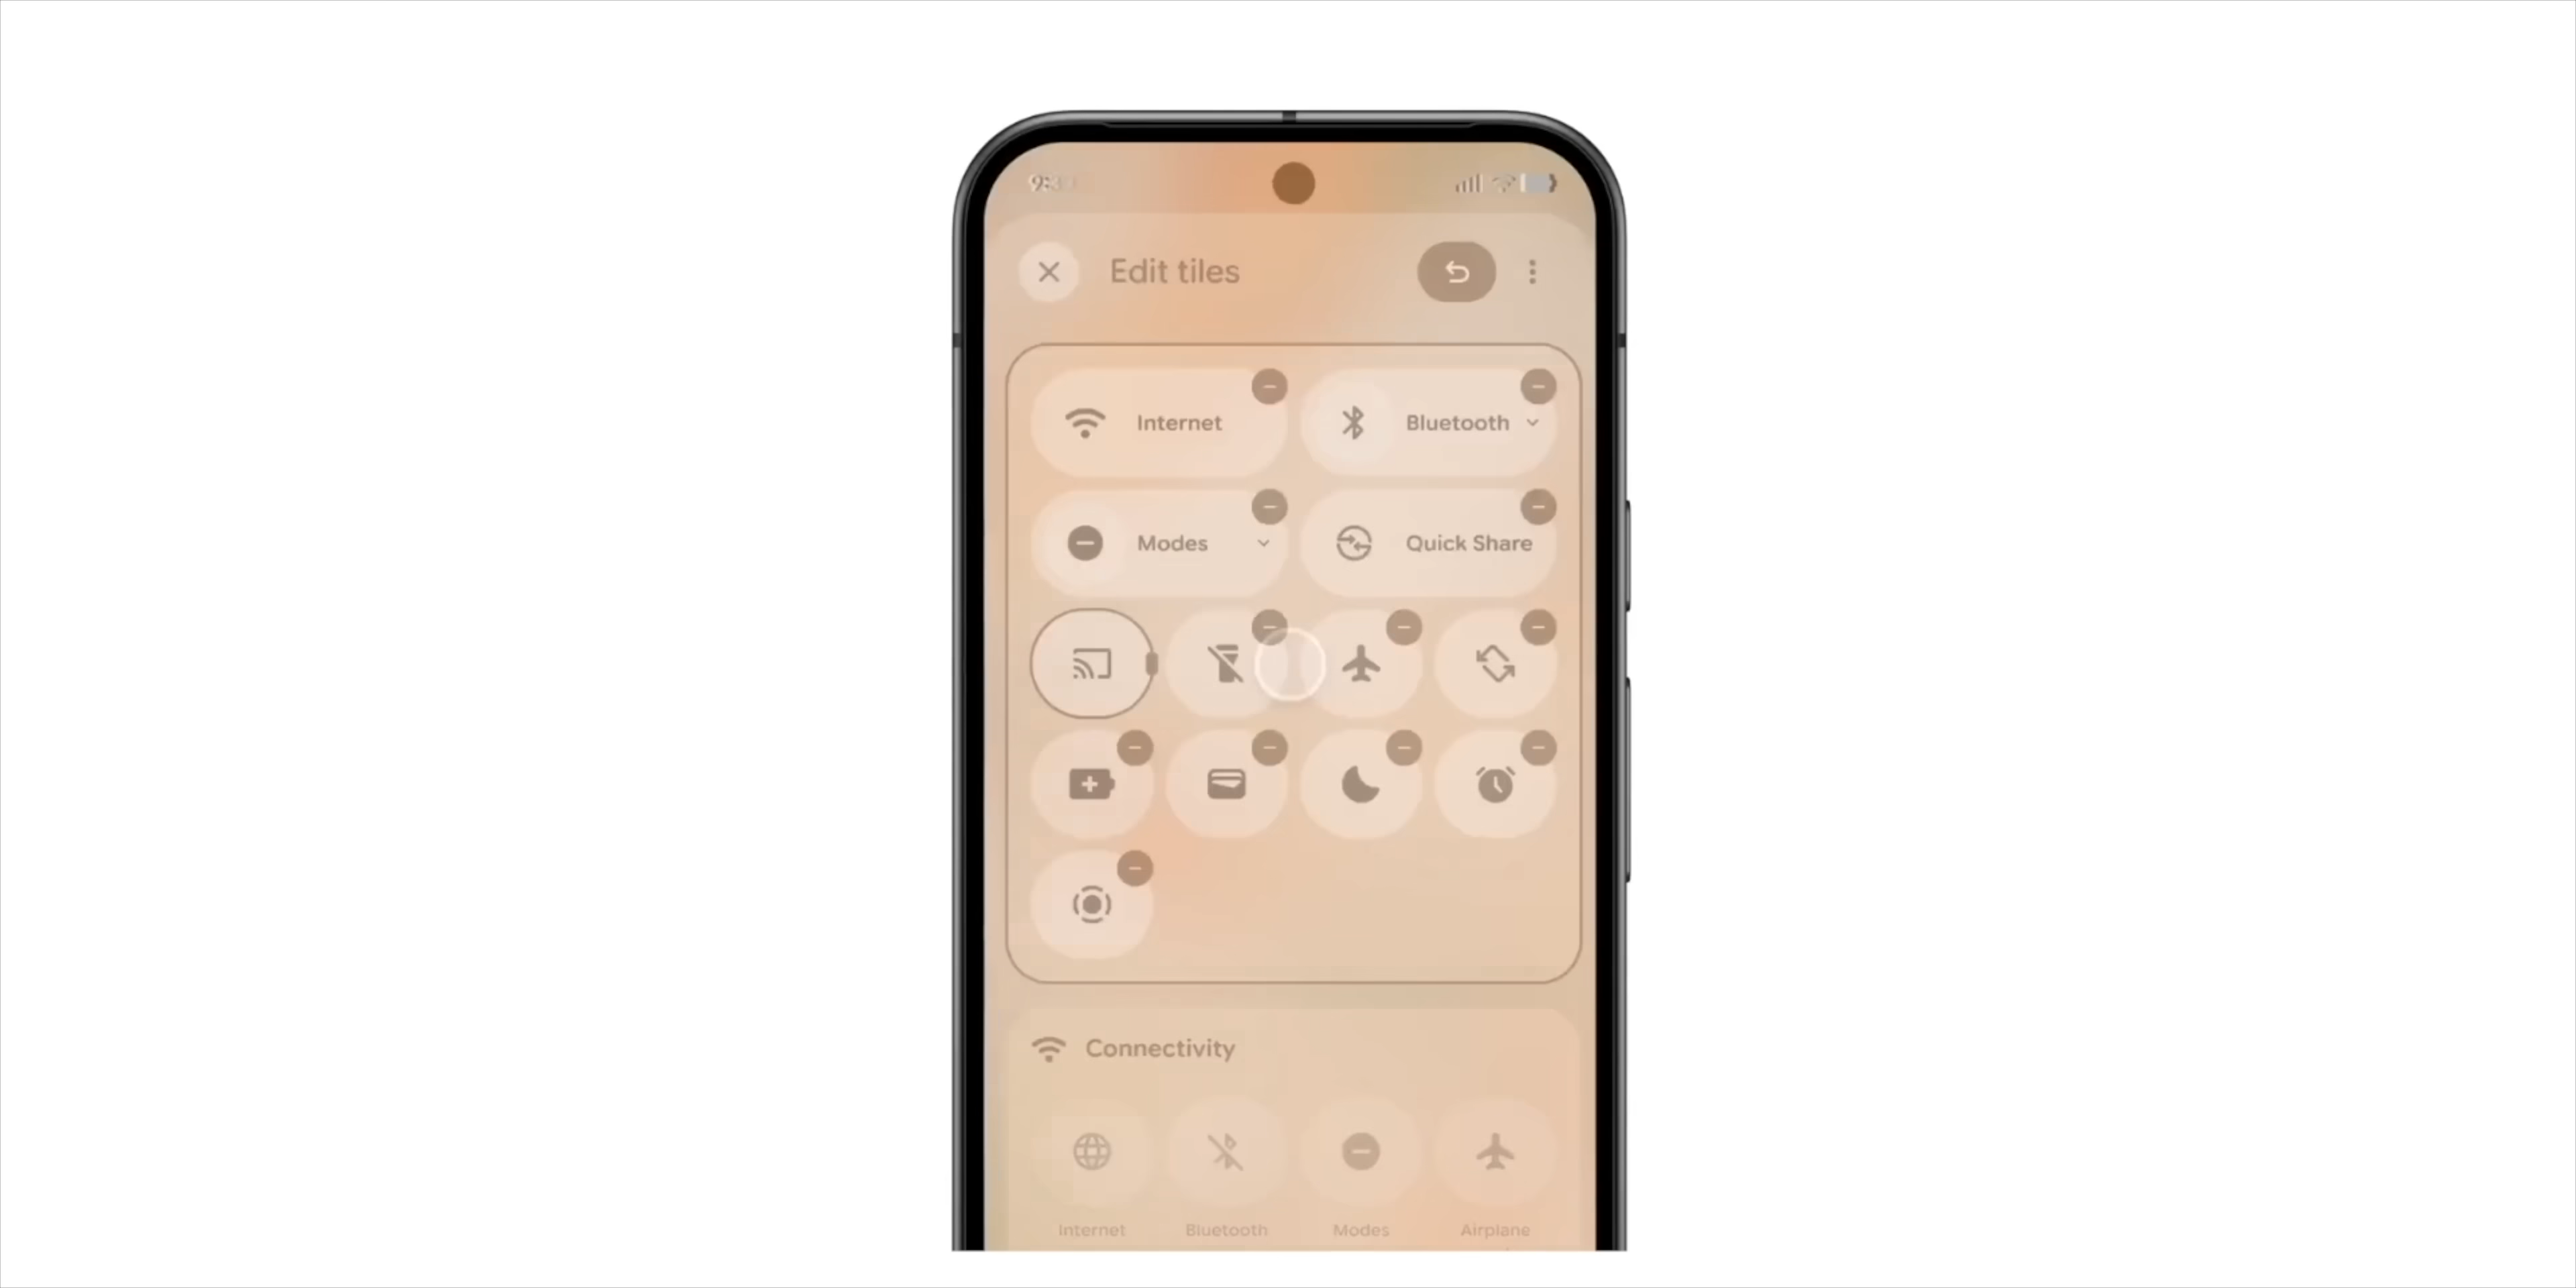 Edit tiles
Internet
Bluetooth
Modes
Quick Share
Connectivity
Internet
Bluetooth
Modes
Airplane